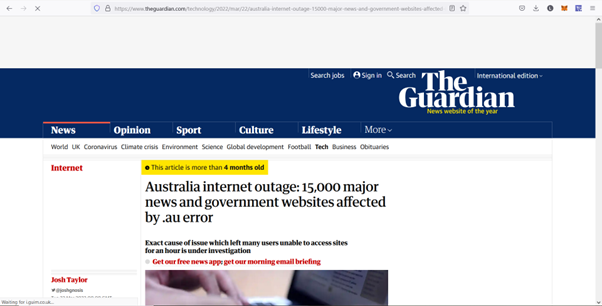 https://www.theguardian.com/technology/2022/mar/22/australia-internet-outage-15000-major-news-and-government-websites-affected
Search jobs Sign in Search International edition
The Guardian
News website of the year
News Opinion Sport Culture Lifestyle More
World UK Coronavirus Climate crisis Environment Science Global development Football Tech Business Obituaries
Internet
This article is more than 4 months old
Australia internet outage: 15,000 major
news and government websites affected
by .au error
Exact cause of issue which left many users unable to access sites
for an hour is under investigation
Get our free news app; get our morning email briefing
Josh Taylor
@joshgnosis
Waiting for i.guim.co.uk...